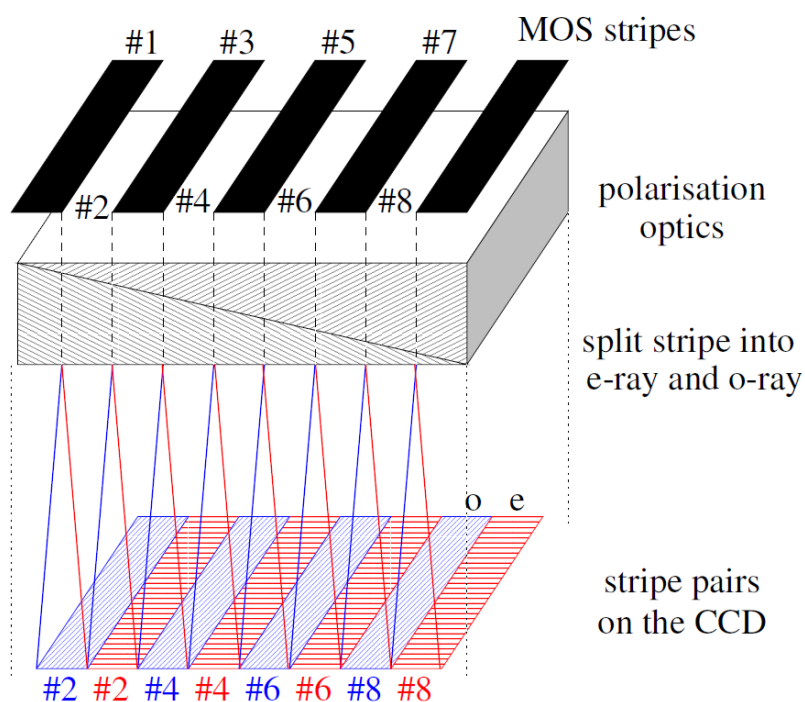 MOS stripes
#1 #3 #5 #7
#2 #4 #6 #8
polarisation
optics
split stripe into
e-ray and o-ray
o e
stripe pairs
on the CCD
#2 #2 #4 #4 #6 #6 #8 #8